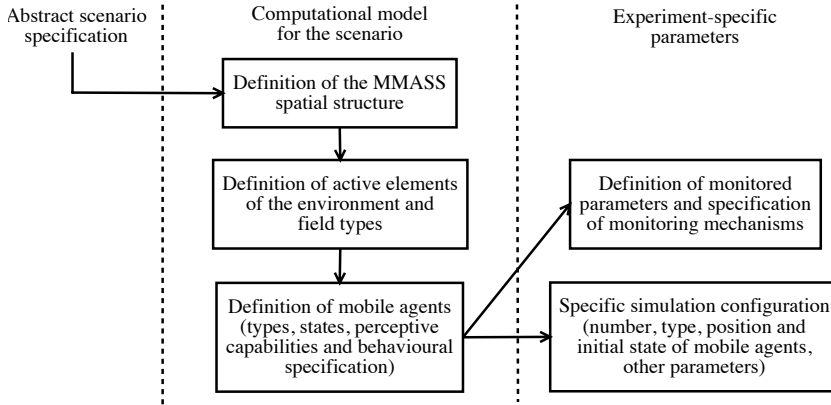 Abstract scenario
specification
Computational model
for the scenario
Experiment-specific
parameters
Definition of the MMASS
spatial structure
Definition of active elements
of the environment and
field types
Definition of monitored
parameters and specification
of monitoring mechanisms
Definition of mobile agents
(types, states, perceptive
capabilities and behavioural
specification)
Specific simulation configuration
(number, type, position and
initial state of mobile agents,
other parameters)